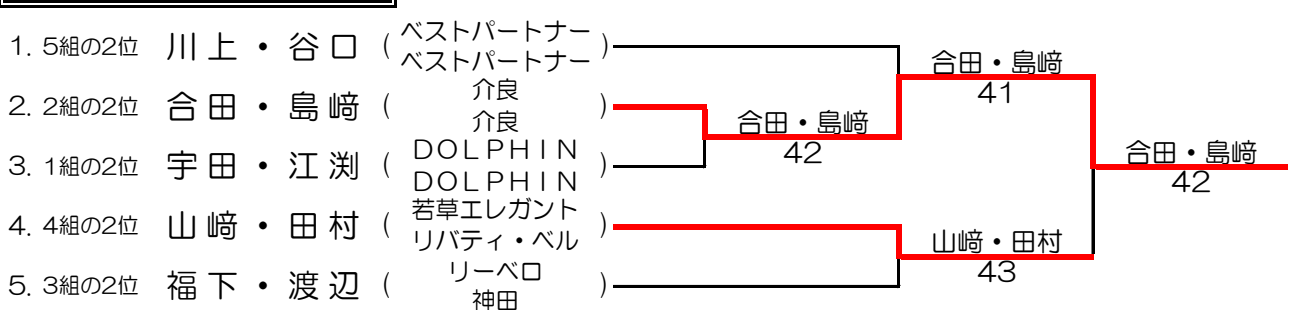 1. 5組の2位 川上・谷口 (ベストパートナー
ベストパートナー)
合田・島﨑
41
2. 2組の2位 合田・島﨑 (介良
介良)
合田・島﨑
42
3. 1組の2位 宇田・江渕 (DOLPHIN
DOLPHIN)
合田・島﨑
42
4. 4組の2位 山﨑・田村 (若草エレガント
リバティ・ベル)
山﨑・田村
43
5. 3組の2位 福下・渡辺 (リーベロ
神田)